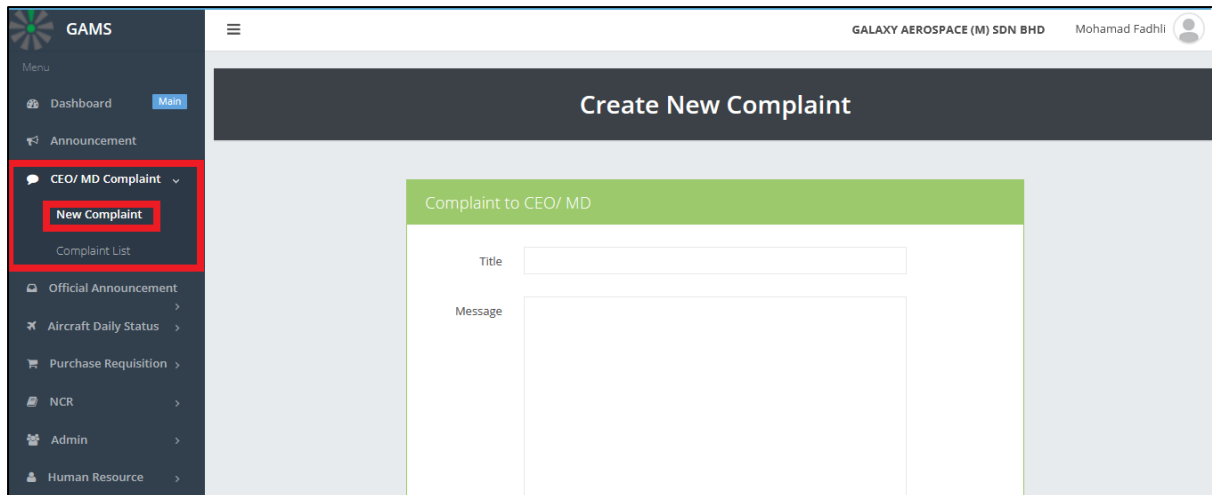 GAMS
GALAXY AEROSPACE (M) SDN BHD
Mohamad Fadhli
Menu
Dashboard
Main
Announcement
CEO/ MD Complaint
New Complaint
Complaint List
Official Announcement
Aircraft Daily Status
Purchase Requisition
NCR
Admin
Human Resource
Create New Complaint
Complaint to CEO/ MD
Title
Message